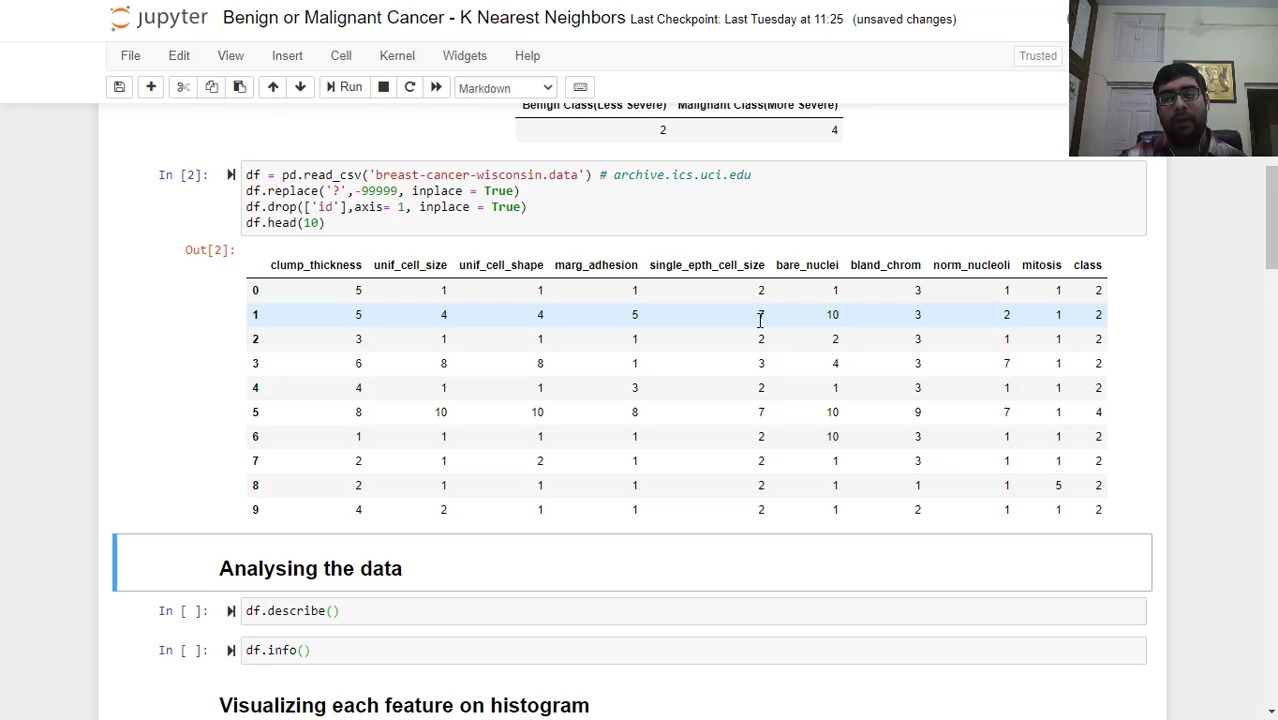 jupyter Benign or Malignant Cancer - K Nearest Neighbors Last Checkpoint: Last Tuesday at 11:25 (unsaved changes)
File Edit View Insert Cell Kernel Widgets Help Trusted
Run Markdown
Benign Class(Less Severe) Malignant Class(More Severe)
2 4
In [2]: df = pd.read_csv('breast-cancer-wisconsin.data') # archive.ics.uci.edu
df.replace('?',-99999, inplace = True)
df.drop(['id'],axis= 1, inplace = True)
df.head(10)
Out[2]:
clump_thickness unif_cell_size unif_cell_shape marg_adhesion single_epth_cell_size bare_nuclei bland_chrom norm_nucleoli mitosis class
0 5 1 1 1 2 1 3 1 1 2
1 5 4 4 5 7 10 3 2 1 2
2 3 1 1 1 2 2 3 1 1 2
3 6 8 8 1 3 4 3 7 1 2
4 4 1 1 3 2 1 3 1 1 2
5 8 10 10 8 7 10 9 7 1 4
6 1 1 1 1 2 10 3 1 1 2
7 2 1 2 1 2 1 3 1 1 2
8 2 1 1 1 2 1 1 1 5 2
9 4 2 1 1 2 1 2 1 1 2
Analysing the data
In [ ]: df.describe()
In [ ]: df.info()
Visualizing each feature on histogram